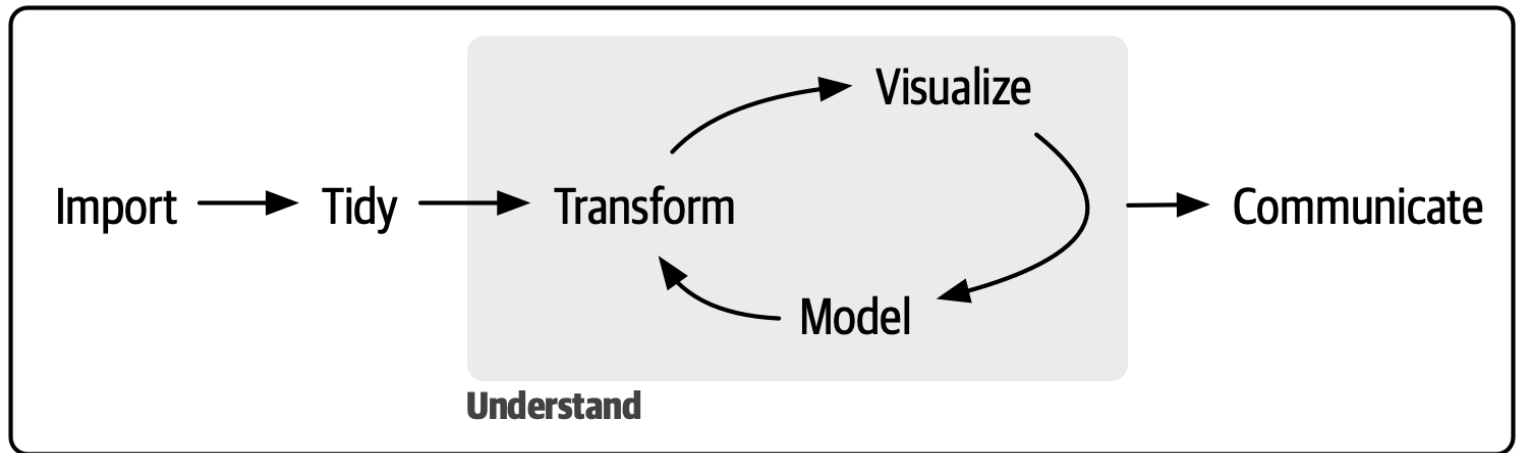 Visualize
Import
Tidy
Transform
Communicate
Model
Understand